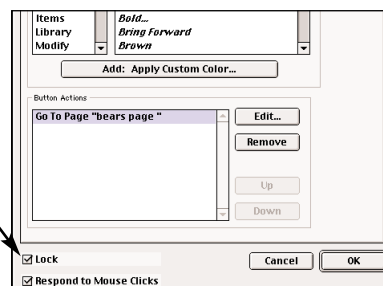 Items
Library
Modify
Bold...
Bring Forward
Brown
Add: Apply Custom Color...
Button Actions
Go To Page "bears page "
Edit...
Remove
Up
Down
Lock
Cancel
OK
Respond to Mouse Clicks